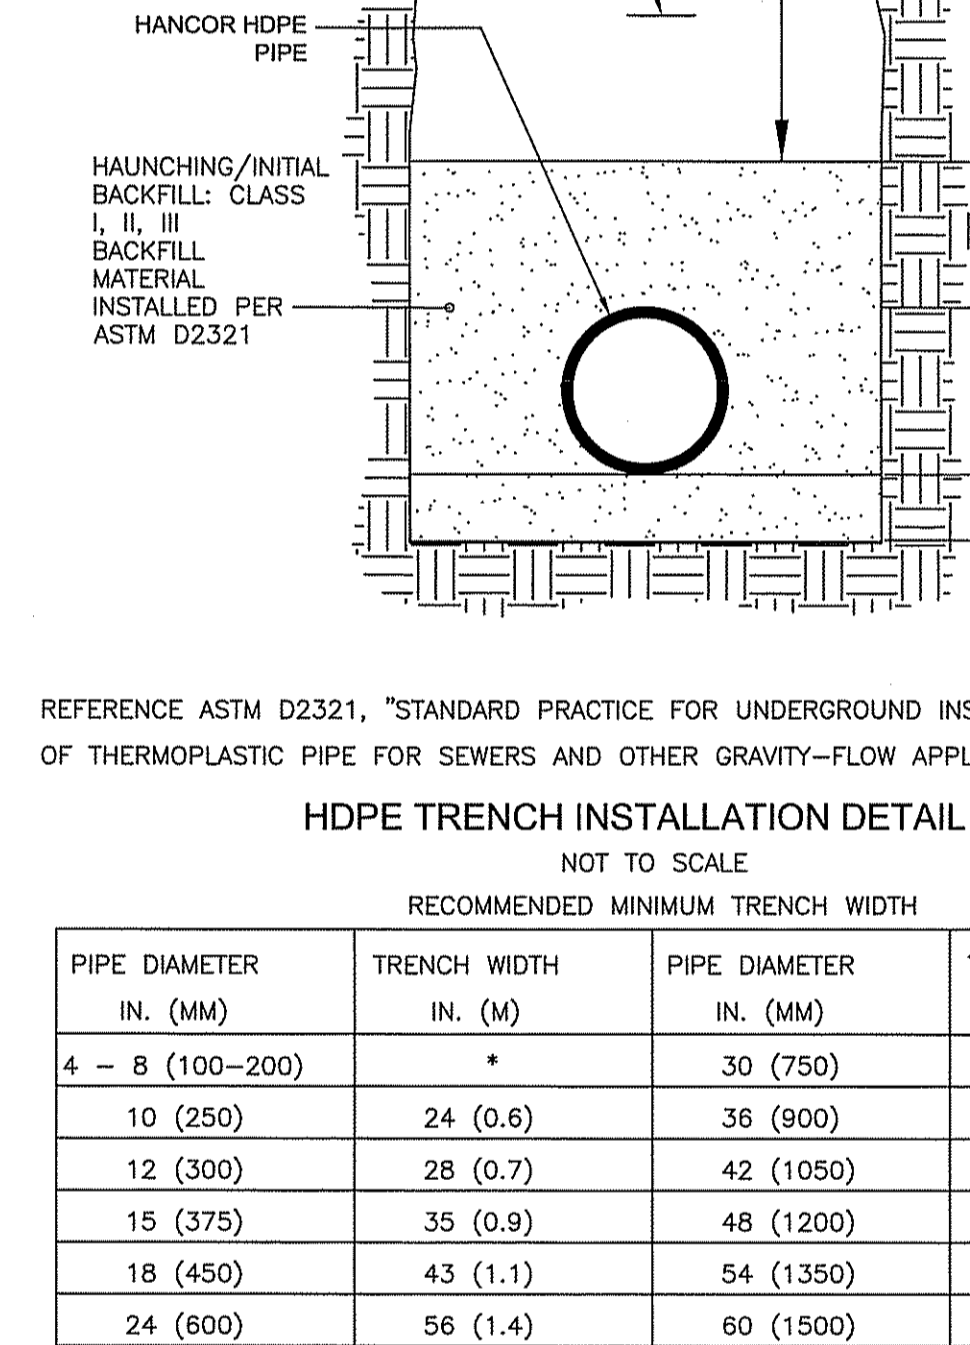 HANCOR HDPE
PIPE
HAUNCHING/INITIAL
BACKFILL: CLASS
I, II, III
BACKFILL
MATERIAL
INSTALLED PER
ASTM D2321
REFERENCE ASTM D2321, "STANDARD PRACTICE FOR UNDERGROUND INS
OF THERMOPLASTIC PIPE FOR SEWERS AND OTHER GRAVITY-FLOW APPL
HDPE TRENCH INSTALLATION DETAIL
NOT TO SCALE
RECOMMENDED MINIMUM TRENCH WIDTH
PIPE DIAMETER TRENCH WIDTH PIPE DIAMETER
IN. (MM) IN. (M) IN. (MM)
4 - 8 (100-200) * 30 (750)
10 (250) 24 (0.6) 36 (900)
12 (300) 28 (0.7) 42 (1050)
15 (375) 35 (0.9) 48 (1200)
18 (450) 43 (1.1) 54 (1350)
24 (600) 56 (1.4) 60 (1500)